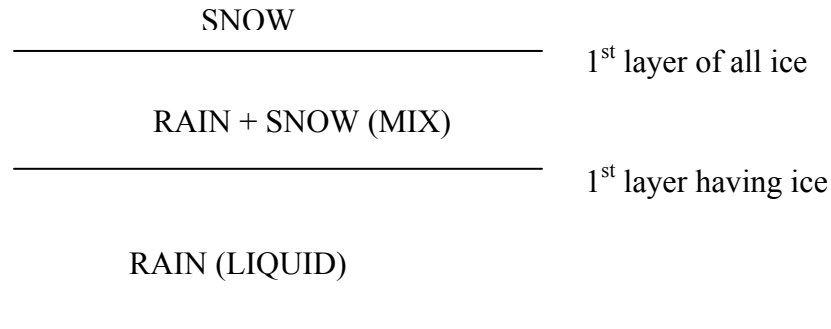 SNOW
1st layer of all ice
RAIN + SNOW (MIX)
1st layer having ice
RAIN (LIQUID)